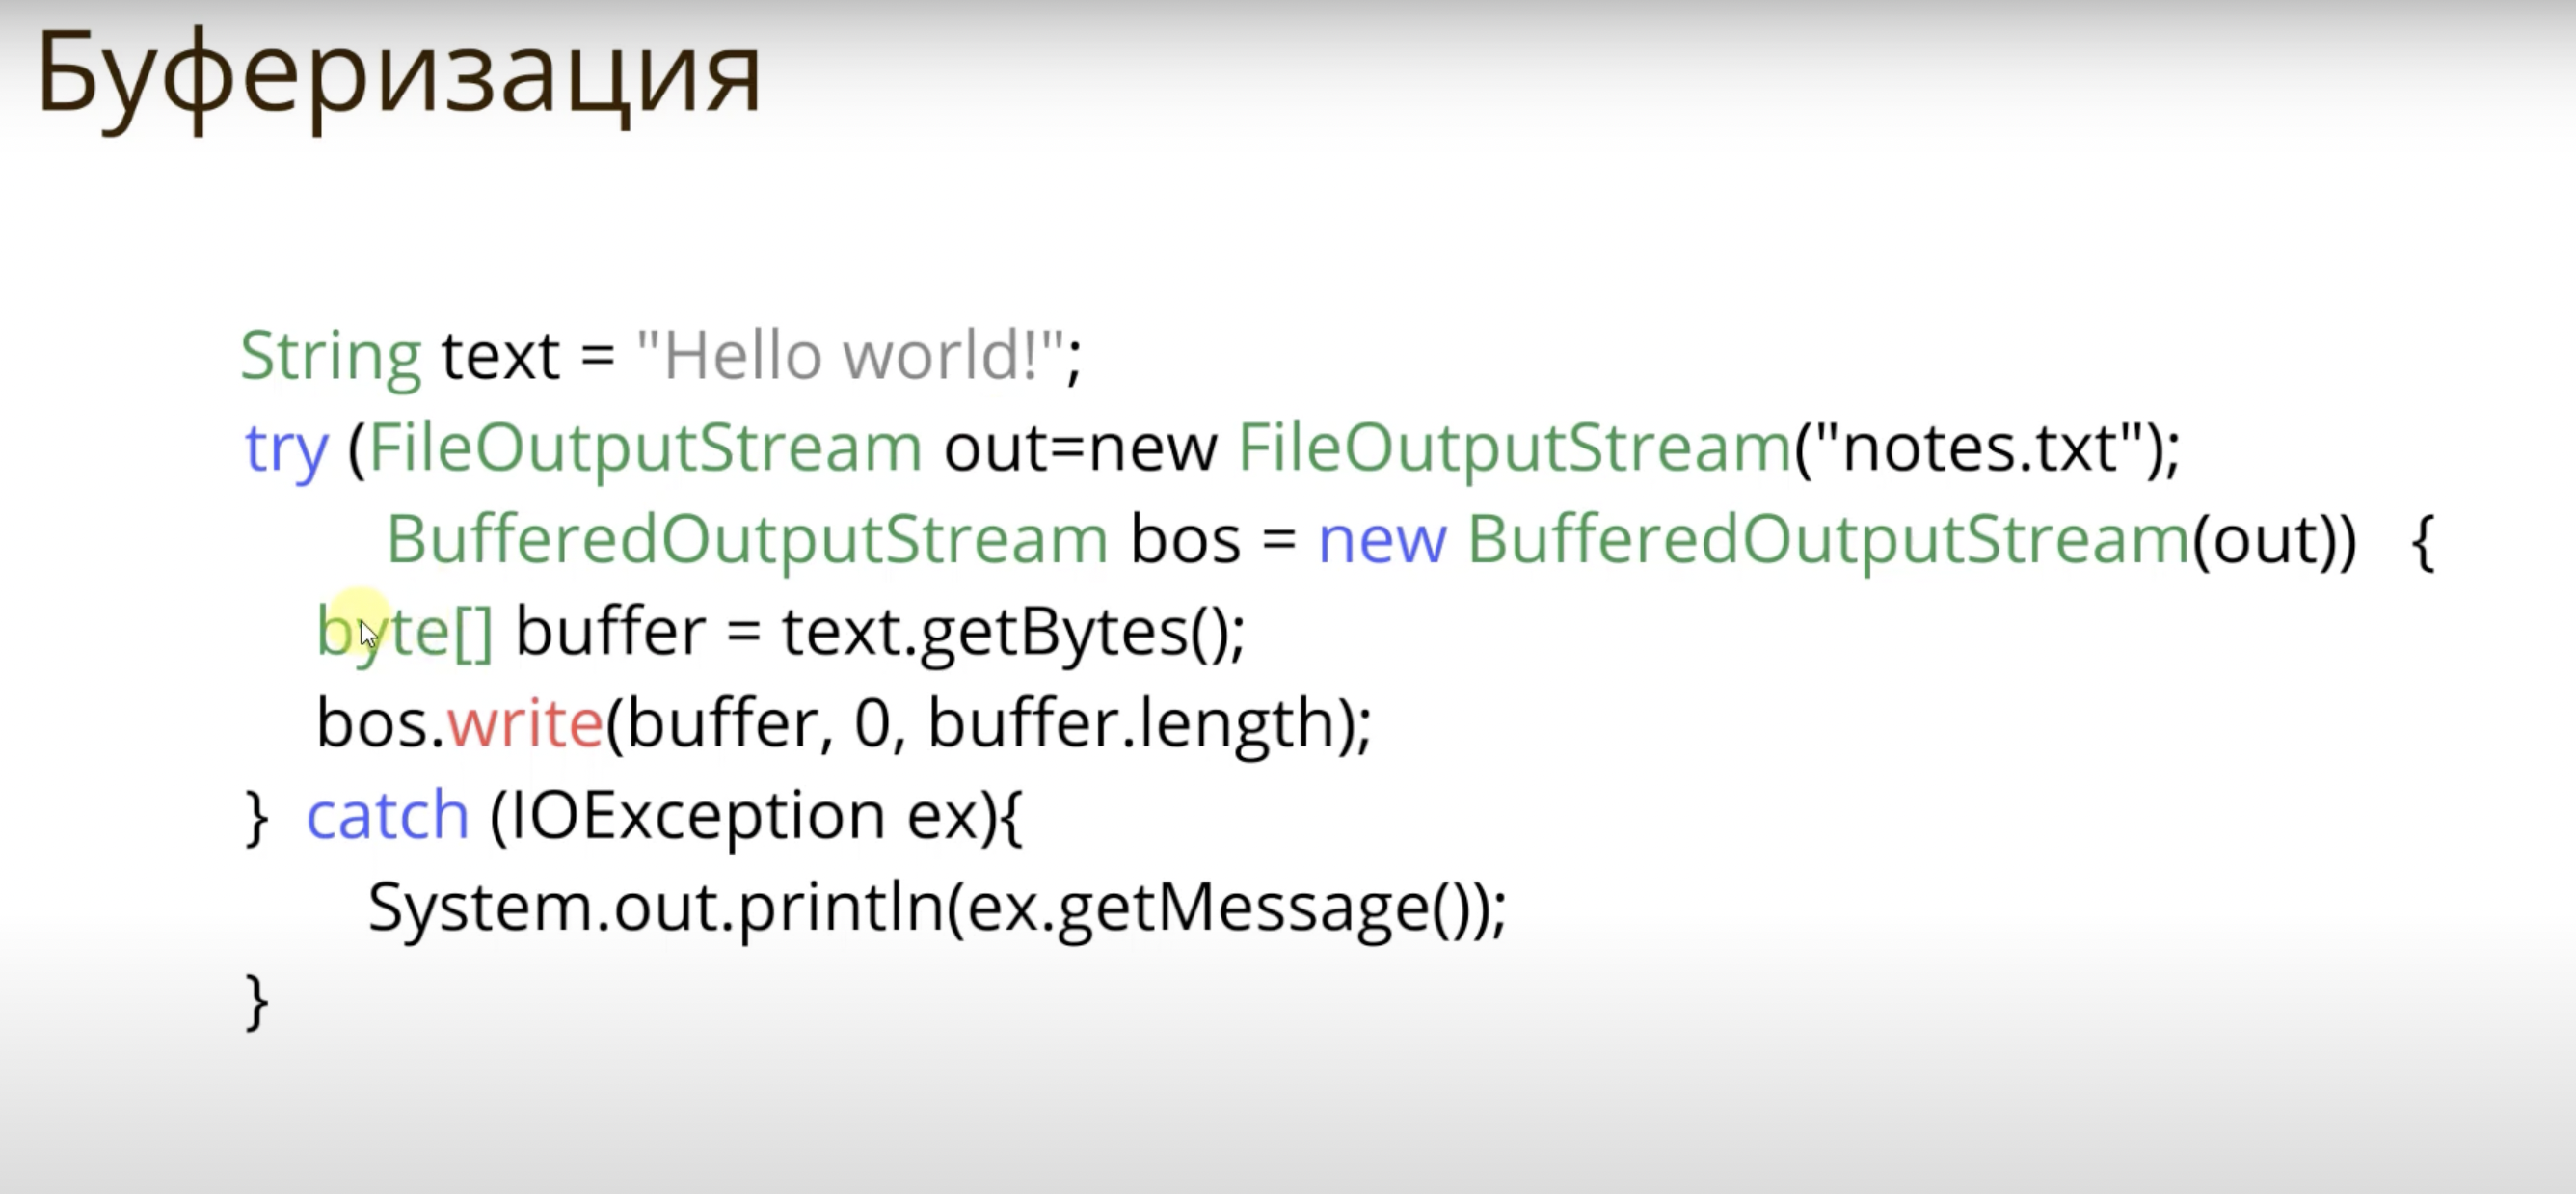 Буферизация
String text = "Hello world!";
try (FileOutputStream out=new FileOutputStream("notes.txt");
BufferedOutputStream bos = new BufferedOutputStream(out)) {
byte[] buffer = text.getBytes();
bos.write(buffer, 0, buffer.length);
} catch (IOException ex){
System.out.println(ex.getMessage());
}